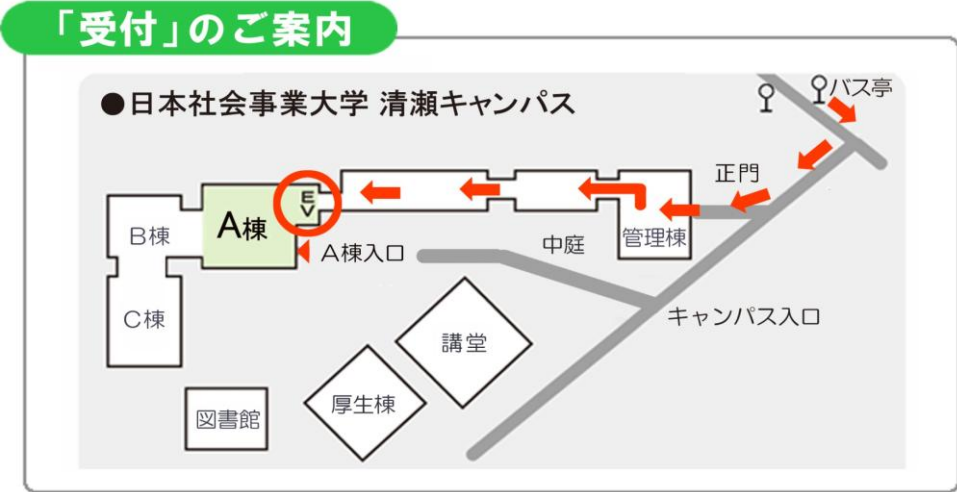 「受付」のご案内
●日本社会事業大学 清瀬キャンパス
バス亭
正門
EV
A棟
B棟
A棟入口
中庭
管理棟
C棟
キャンパス入口
講堂
厚生棟
図書館